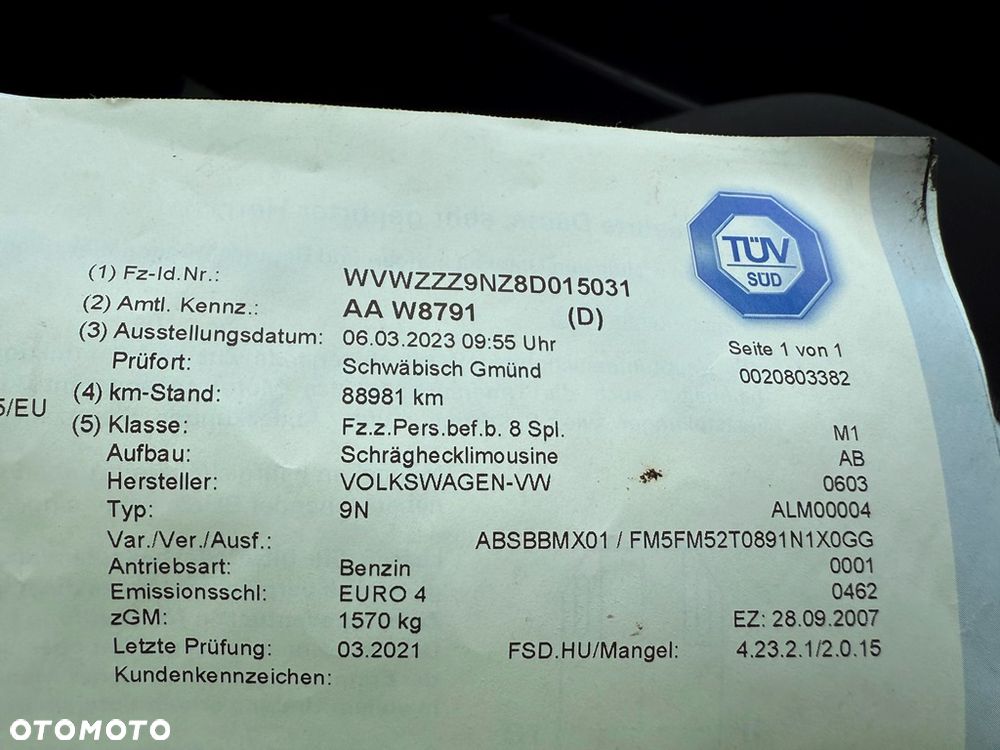 TÜV
SÜD
(1) Fz-Id.Nr.: WVWZZZ9NZ8D015031
(2) Amtl. Kennz.: AA W8791 (D)
(3) Ausstellungsdatum: 06.03.2023 09:55 Uhr Seite 1 von 1
Prüfort: Schwäbisch Gmünd 0020803382
5/EU (4) km-Stand: 88981 km
(5) Klasse: Fz.z.Pers.bef.b. 8 Spl. M1
Aufbau: Schräghecklimousine AB
Hersteller: VOLKSWAGEN-VW 0603
Typ: 9N ALM00004
Var./Ver./Ausf.: ABSBBMX01 / FM5FM52T0891N1X0GG
Antriebsart: Benzin 0001
Emissionsschl: EURO 4 0462
zGM: 1570 kg EZ: 28.09.2007
Letzte Prüfung: 03.2021 FSD.HU/Mangel: 4.23.2.1/2.0.15
Kundenkennzeichen:
OTOMOTO